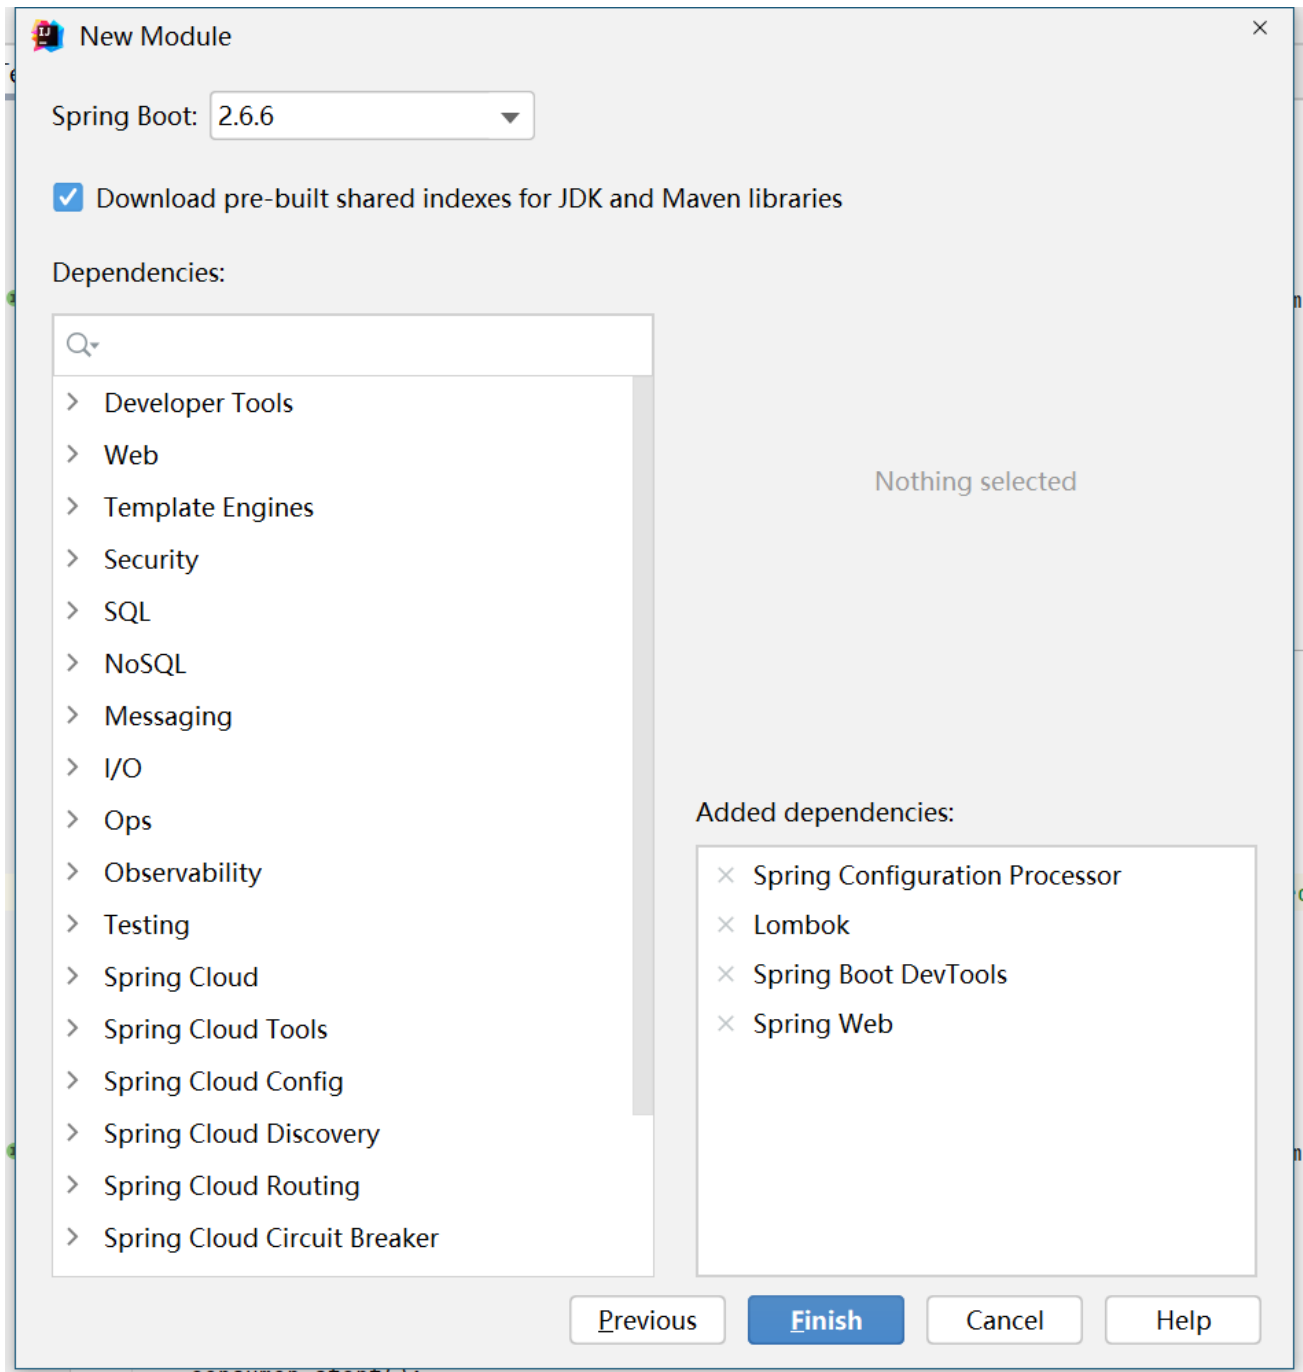 New Module
Spring Boot: 2.6.6
Download pre-built shared indexes for JDK and Maven libraries
Dependencies:
Developer Tools
Web
Template Engines
Security
SQL
NoSQL
Messaging
I/O
Ops
Observability
Testing
Spring Cloud
Spring Cloud Tools
Spring Cloud Config
Spring Cloud Discovery
Spring Cloud Routing
Spring Cloud Circuit Breaker
Nothing selected
Added dependencies:
Spring Configuration Processor
Lombok
Spring Boot DevTools
Spring Web
Previous
Finish
Cancel
Help